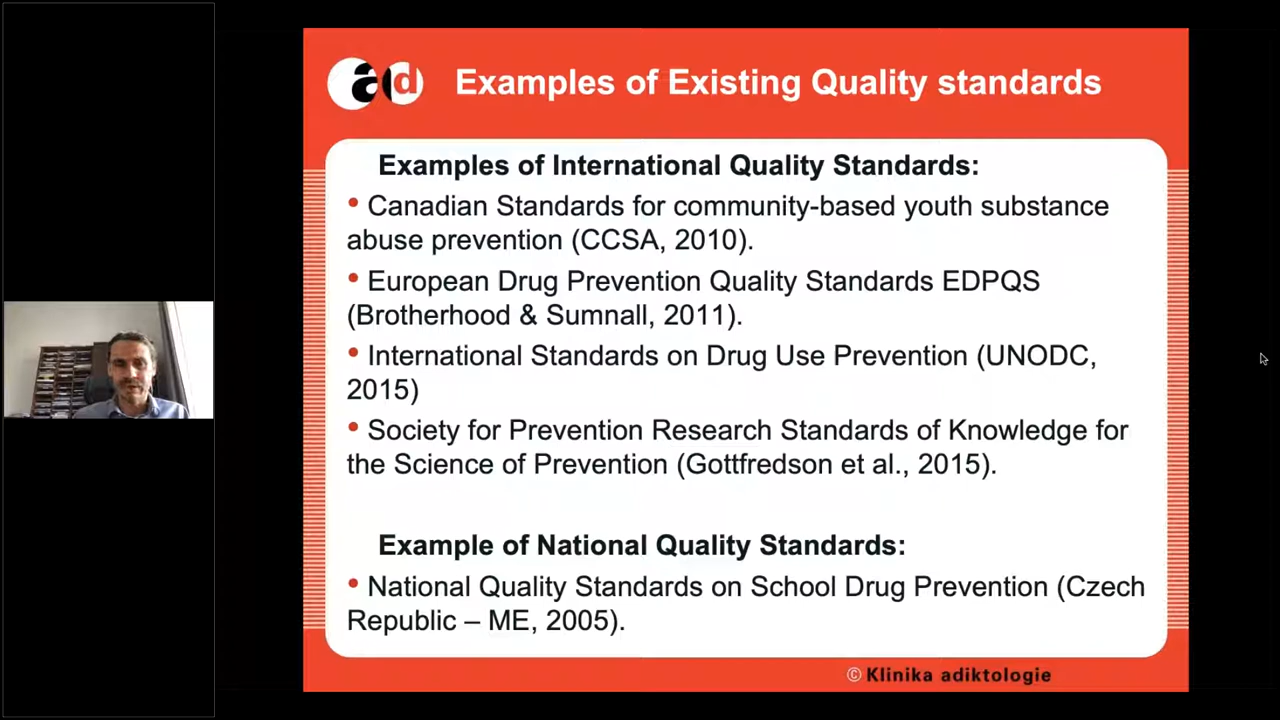 ad
Examples of Existing Quality standards
Examples of International Quality Standards:
• Canadian Standards for community-based youth substance
abuse prevention (CCSA, 2010).
• European Drug Prevention Quality Standards EDPQS
(Brotherhood & Sumnall, 2011).
• International Standards on Drug Use Prevention (UNODC,
2015)
• Society for Prevention Research Standards of Knowledge for
the Science of Prevention (Gottfredson et al., 2015).
Example of National Quality Standards:
• National Quality Standards on School Drug Prevention (Czech
Republic – ME, 2005).
© Klinika adiktologie